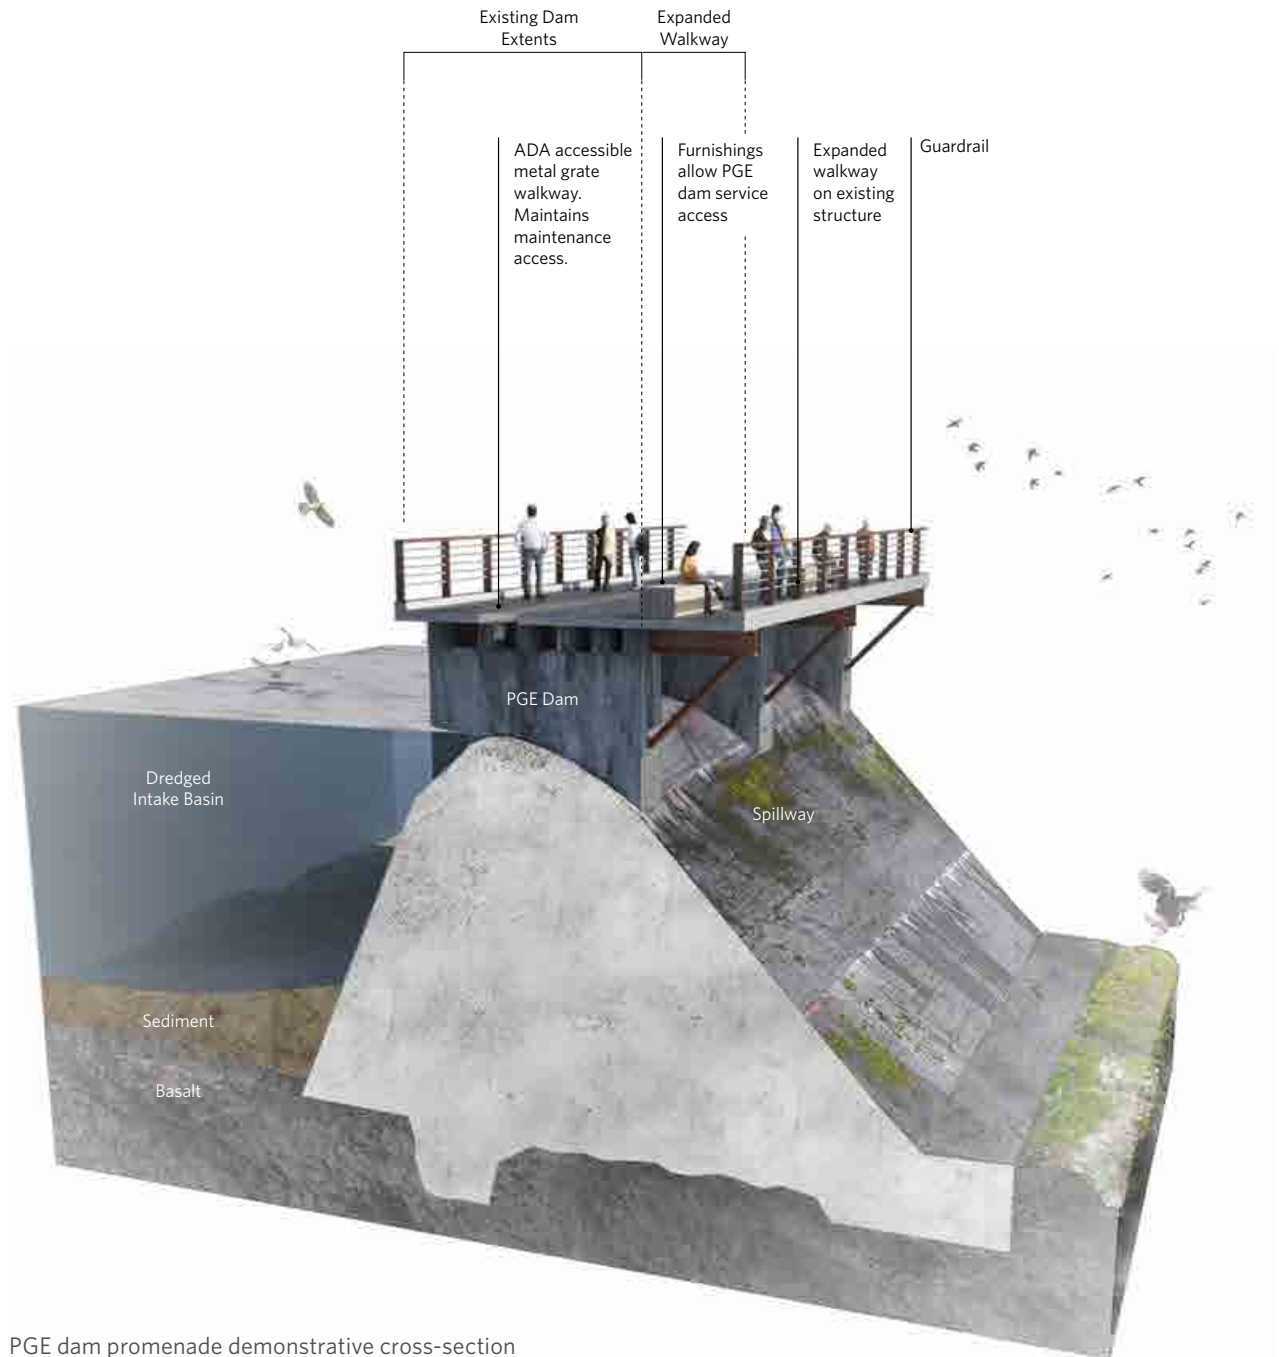 Existing Dam
Extents
Expanded
Walkway
ADA accessible
metal grate
walkway.
Maintains
maintenance
access.
Furnishings
allow PGE
dam service
access
Expanded
walkway
on existing
structure
Guardrail
PGE Dam
Dredged
Intake Basin
Spillway
Sediment
Basalt
PGE dam promenade demonstrative cross-section